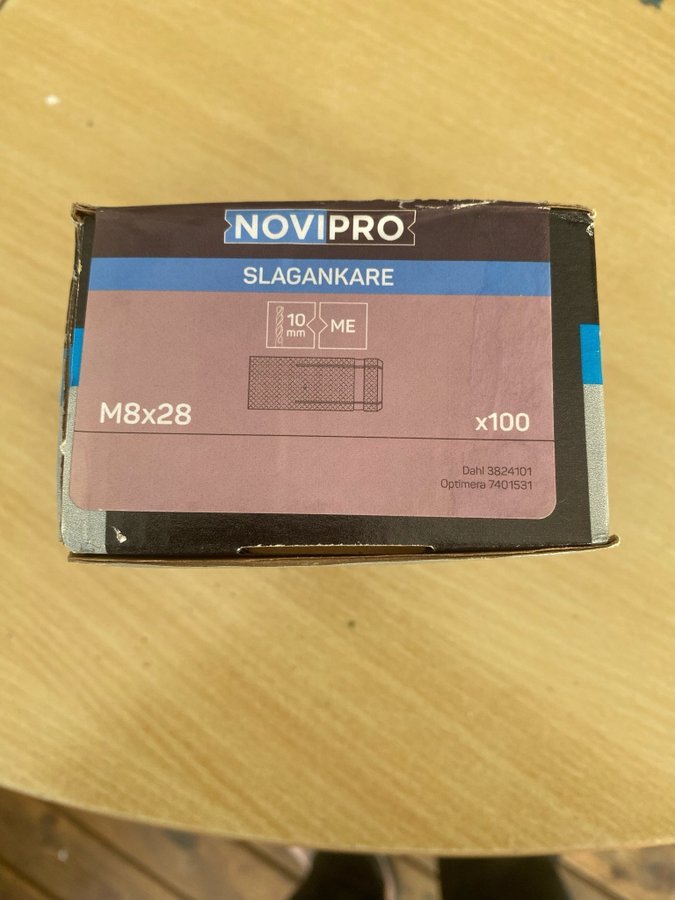 NOVIPRO
SLAGANKARE
10 mm ME
M8x28
x100
Dahl 3824101
Optimera 7401531